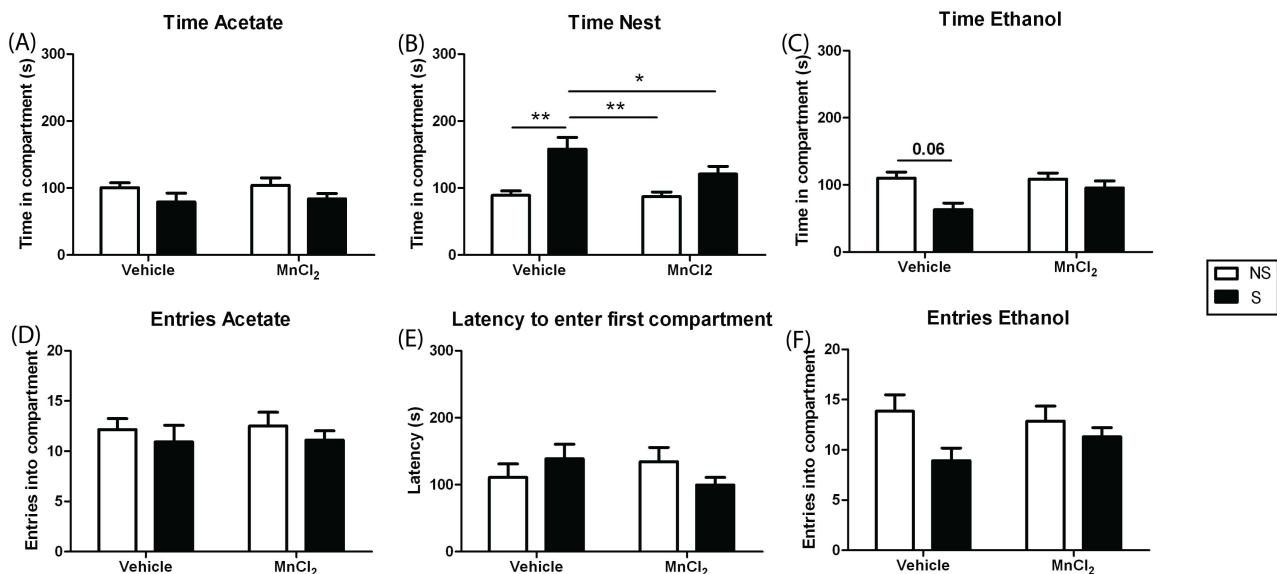 (A)
Time Acetate
Time in compartment (s)
300
200
100
0
Vehicle
MnCl₂
(B)
Time Nest
Time in compartment (s)
300
200
100
0
**
**
*
Vehicle
MnCl2
(C)
Time Ethanol
Time in compartment (s)
300
200
100
0
0.06
Vehicle
MnCl₂
NS
S
(D)
Entries Acetate
Entries into compartment
20
15
10
5
0
Vehicle
MnCl₂
(E)
Latency to enter first compartment
Latency (s)
300
200
100
0
Vehicle
MnCl₂
(F)
Entries Ethanol
Entries into compartment
20
15
10
5
0
Vehicle
MnCl₂